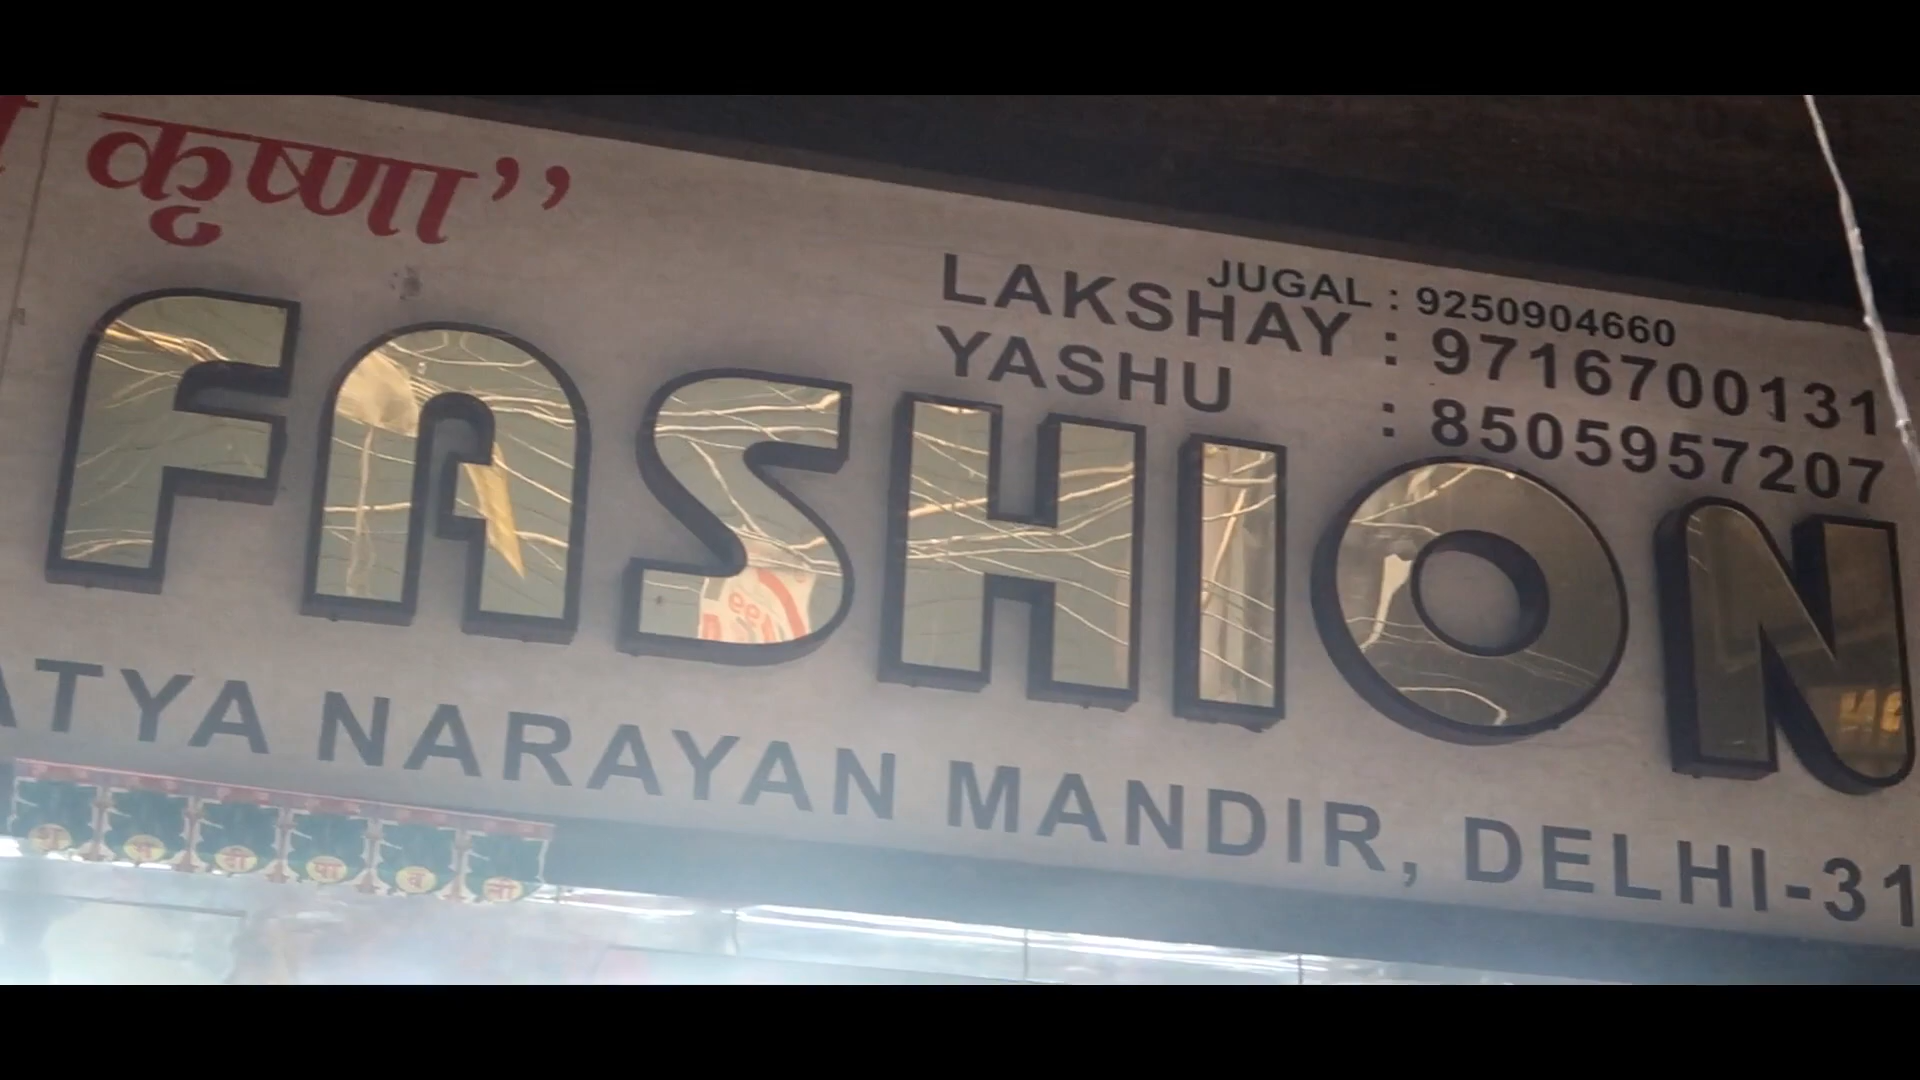 कृष्णा”
JUGAL : 9250904660
LAKSHAY : 9716700131
YASHU : 8505957207
FASHION
ATYA NARAYAN MANDIR, DELHI-31
शु भ दी पा व ली